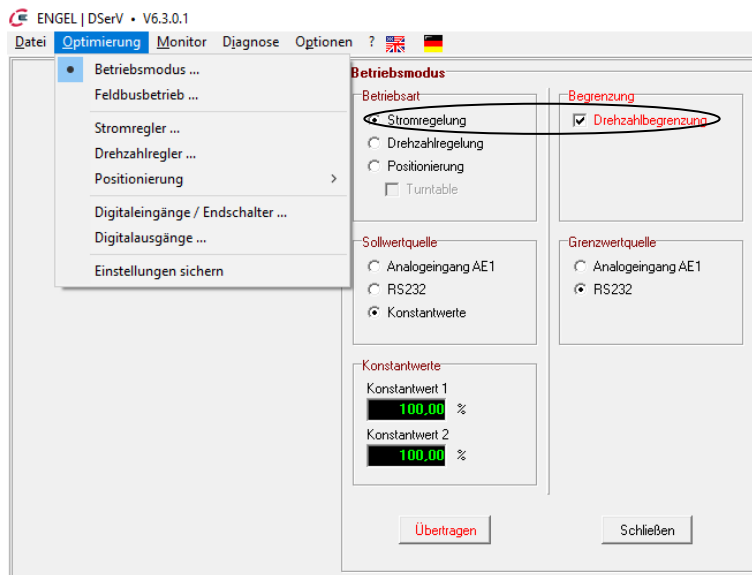 ENGEL | DSerV • V6.3.0.1
Datei Optimierung Monitor Diagnose Optionen ?
Betriebsmodus ...
Feldbusbetrieb ...
Stromregler ...
Drehzahlregler ...
Positionierung >
Digitaleingänge / Endschalter ...
Digitalausgänge ...
Einstellungen sichern
Betriebsmodus
Betriebsart
Stromregelung
Drehzahlregelung
Positionierung
Turntable
Begrenzung
Drehzahlbegrenzung
Sollwertquelle
Analogeingang AE1
RS232
Konstantwerte
Grenzwertquelle
Analogeingang AE1
RS232
Konstantwerte
Konstantwert 1
100,00 %
Konstantwert 2
100,00 %
Übertragen
Schließen